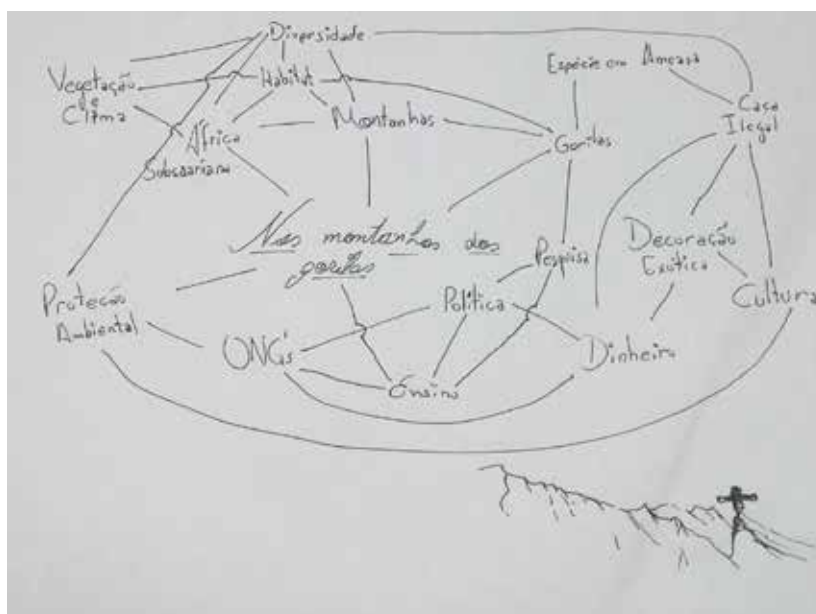 Diversidade
Vegetação
e
Clima
Habitat
Espécie em Ameaça
Caça
Ilegal
África
Subsaariana
Montanhas
Gorilas
Nas montanhas dos
gorilas
Pesquisa
Decoração
Exótica
Cultura
Proteção
Ambiental
Política
ONG's
Dinheiro
Ensino